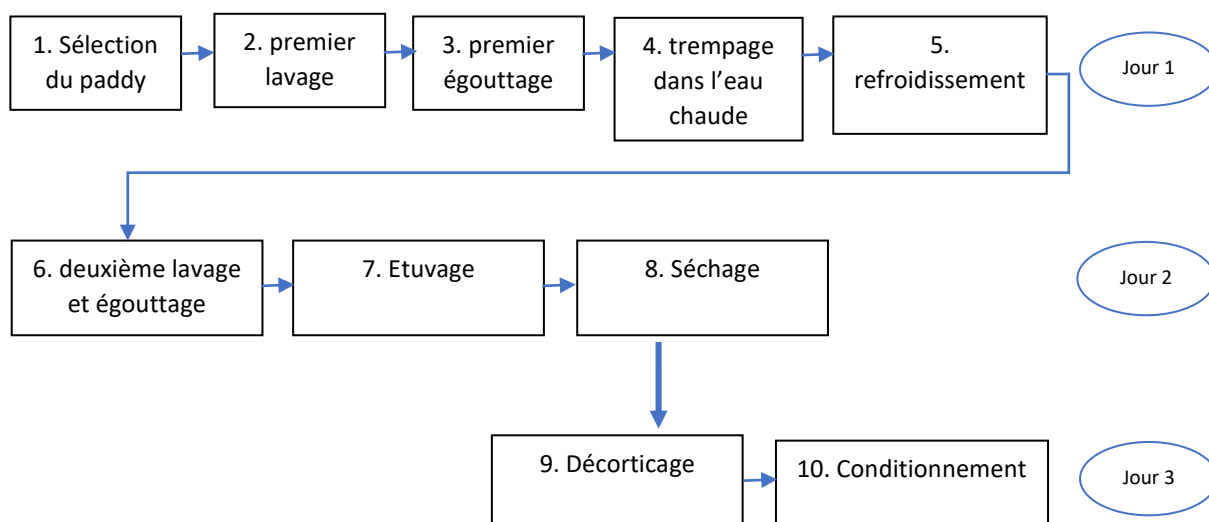 1. Sélection
du paddy
2. premier
lavage
3. premier
égouttage
4. trempage
dans l'eau
chaude
5.
refroidissement
Jour 1
6. deuxième lavage
et égouttage
7. Etuvage
8. Séchage
Jour 2
9. Décorticage
10. Conditionnement
Jour 3